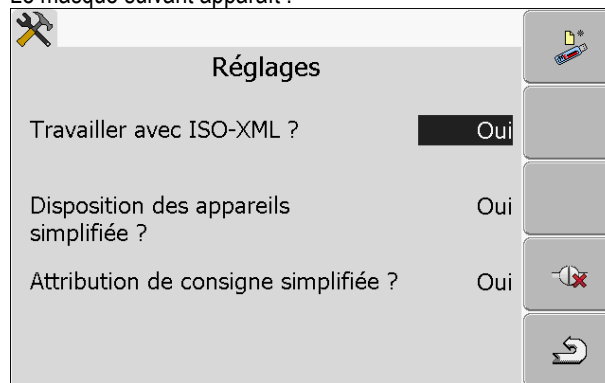 Le masque suivant apparaît :
Réglages
Travailler avec ISO-XML ? Oui
Disposition des appareils
simplifiée ? Oui
Attribution de consigne simplifiée ? Oui